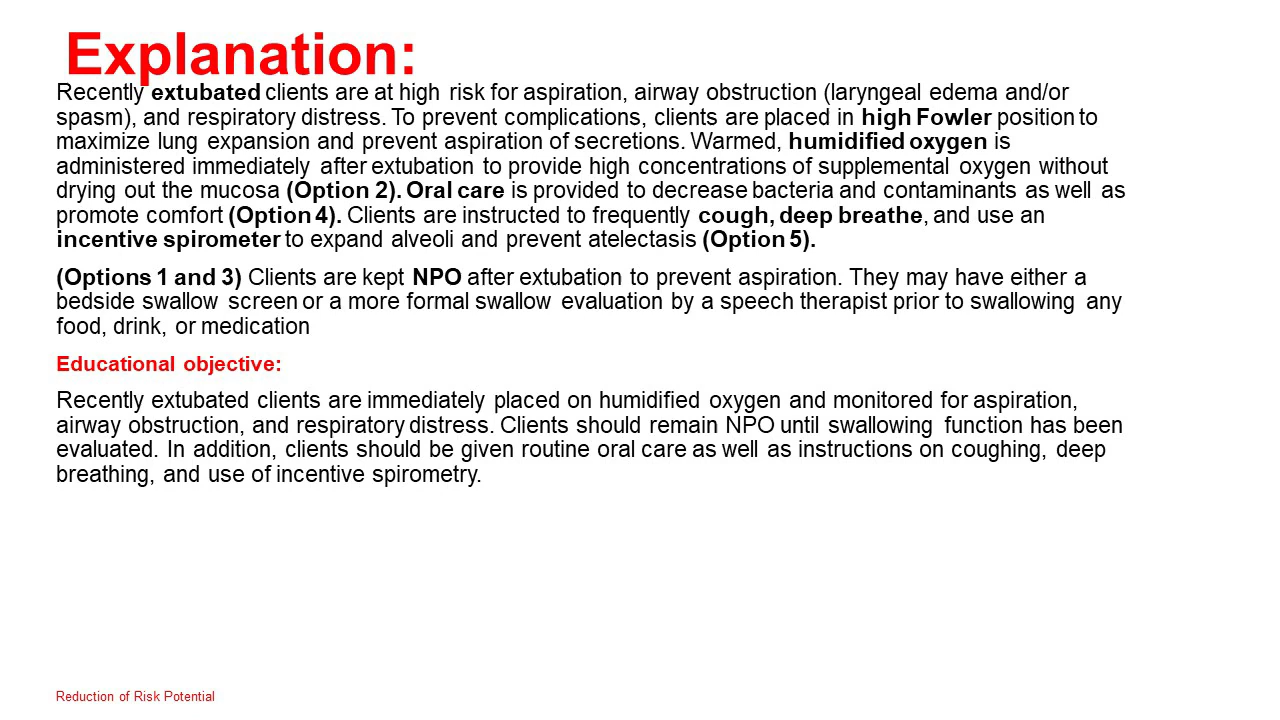 Explanation:
Recently extubated clients are at high risk for aspiration, airway obstruction (laryngeal edema and/or
spasm), and respiratory distress. To prevent complications, clients are placed in high Fowler position to
maximize lung expansion and prevent aspiration of secretions. Warmed, humidified oxygen is
administered immediately after extubation to provide high concentrations of supplemental oxygen without
drying out the mucosa (Option 2). Oral care is provided to decrease bacteria and contaminants as well as
promote comfort (Option 4). Clients are instructed to frequently cough, deep breathe, and use an
incentive spirometer to expand alveoli and prevent atelectasis (Option 5).
(Options 1 and 3) Clients are kept NPO after extubation to prevent aspiration. They may have either a
bedside swallow screen or a more formal swallow evaluation by a speech therapist prior to swallowing any
food, drink, or medication
Educational objective:
Recently extubated clients are immediately placed on humidified oxygen and monitored for aspiration,
airway obstruction, and respiratory distress. Clients should remain NPO until swallowing function has been
evaluated. In addition, clients should be given routine oral care as well as instructions on coughing, deep
breathing, and use of incentive spirometry.
Reduction of Risk Potential